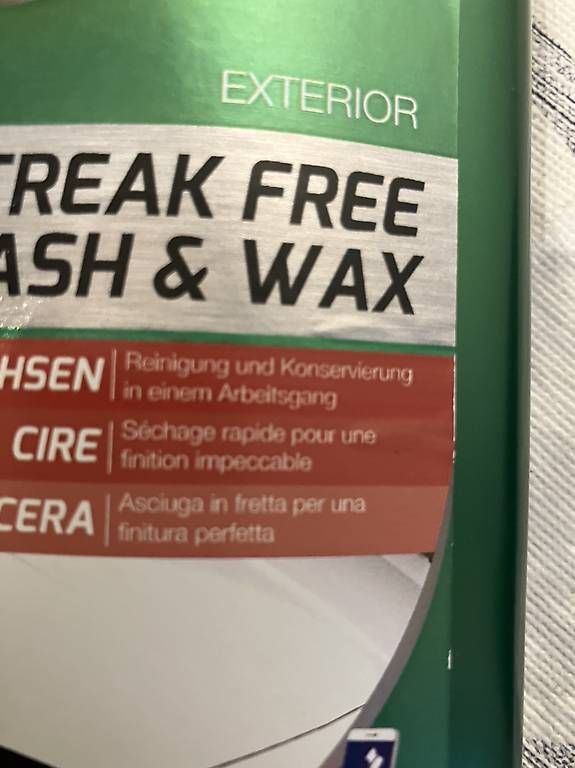 EXTERIOR
TREAK FREE
ASH & WAX
HSEN
Reinigung und Konservierung
in einem Arbeitsgang
CIRE
Séchage rapide pour une
finition impeccable
CERA
Asciuga in fretta per una
finitura perfetta